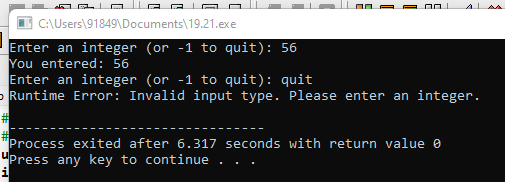 C:\Users\91849\Documents\19.21.exe
Enter an integer (or -1 to quit): 56
You entered: 56
Enter an integer (or -1 to quit): quit
Runtime Error: Invalid input type. Please enter an integer.
--------------------------------
Process exited after 6.317 seconds with return value 0
Press any key to continue . . .
#
#
u
i